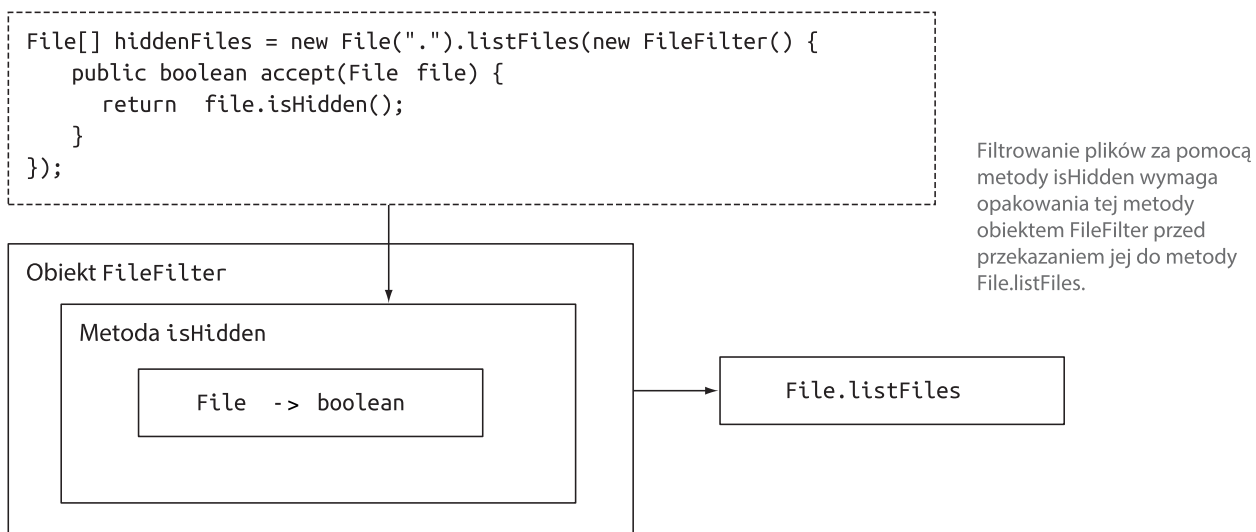 File[] hiddenFiles = new File(".").listFiles(new FileFilter() {
public boolean accept(File file) {
return file.isHidden();
}
});
Filtrowanie plików za pomocą
metody isHidden wymaga
opakowania tej metody
obiektem FileFilter przed
przekazaniem jej do metody
File.listFiles.
Obiekt FileFilter
Metoda isHidden
File -> boolean
File.listFiles